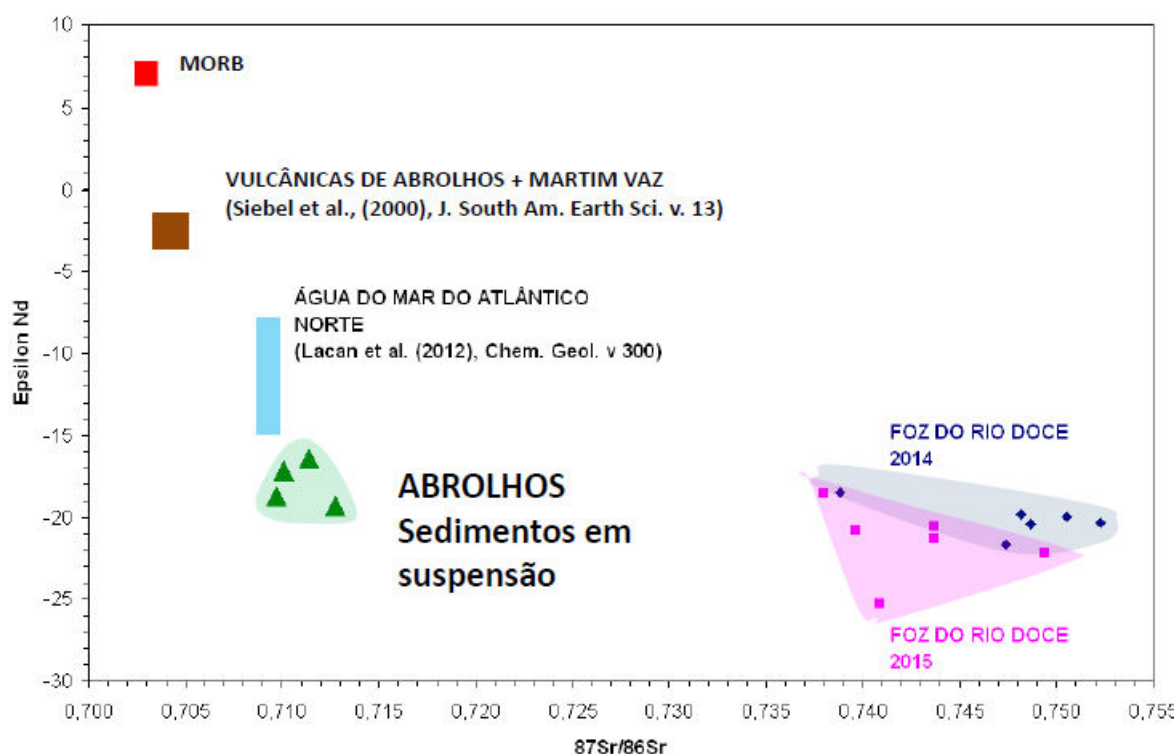 10
5
0
-5
-10
-15
-20
-25
-30
Epsilon Nd
MORB
VULCÂNICAS DE ABROLHOS + MARTIM VAZ
(Siebel et al., (2000), J. South Am. Earth Sci. v. 13)
ÁGUA DO MAR DO ATLÂNTICO
NORTE
(Lacan et al. (2012), Chem. Geol. v 300)
ABROLHOS
Sedimentos em
suspensão
FOZ DO RIO DOCE
2014
FOZ DO RIO DOCE
2015
0,700 0,705 0,710 0,715 0,720 0,725 0,730 0,735 0,740 0,745 0,750 0,755
87Sr/86Sr